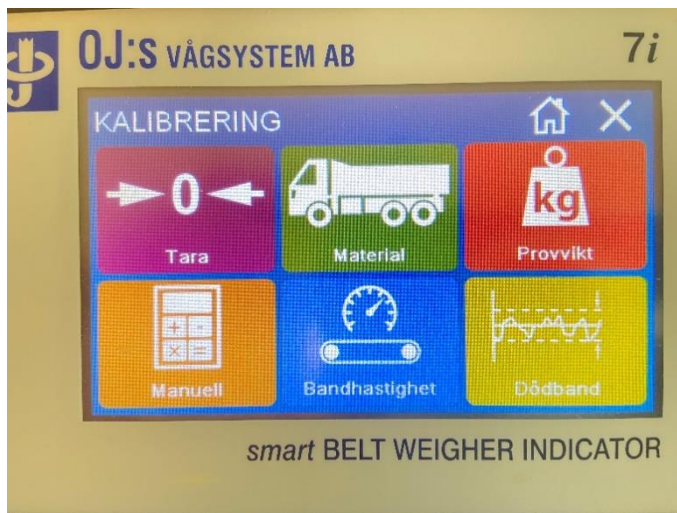 OJ:S VÅGSYSTEM AB 7i
KALIBRERING
0
kg
Tara Material Provvikt
+ -
× =
Manuell Bandhastighet Dödband
smart BELT WEIGHER INDICATOR